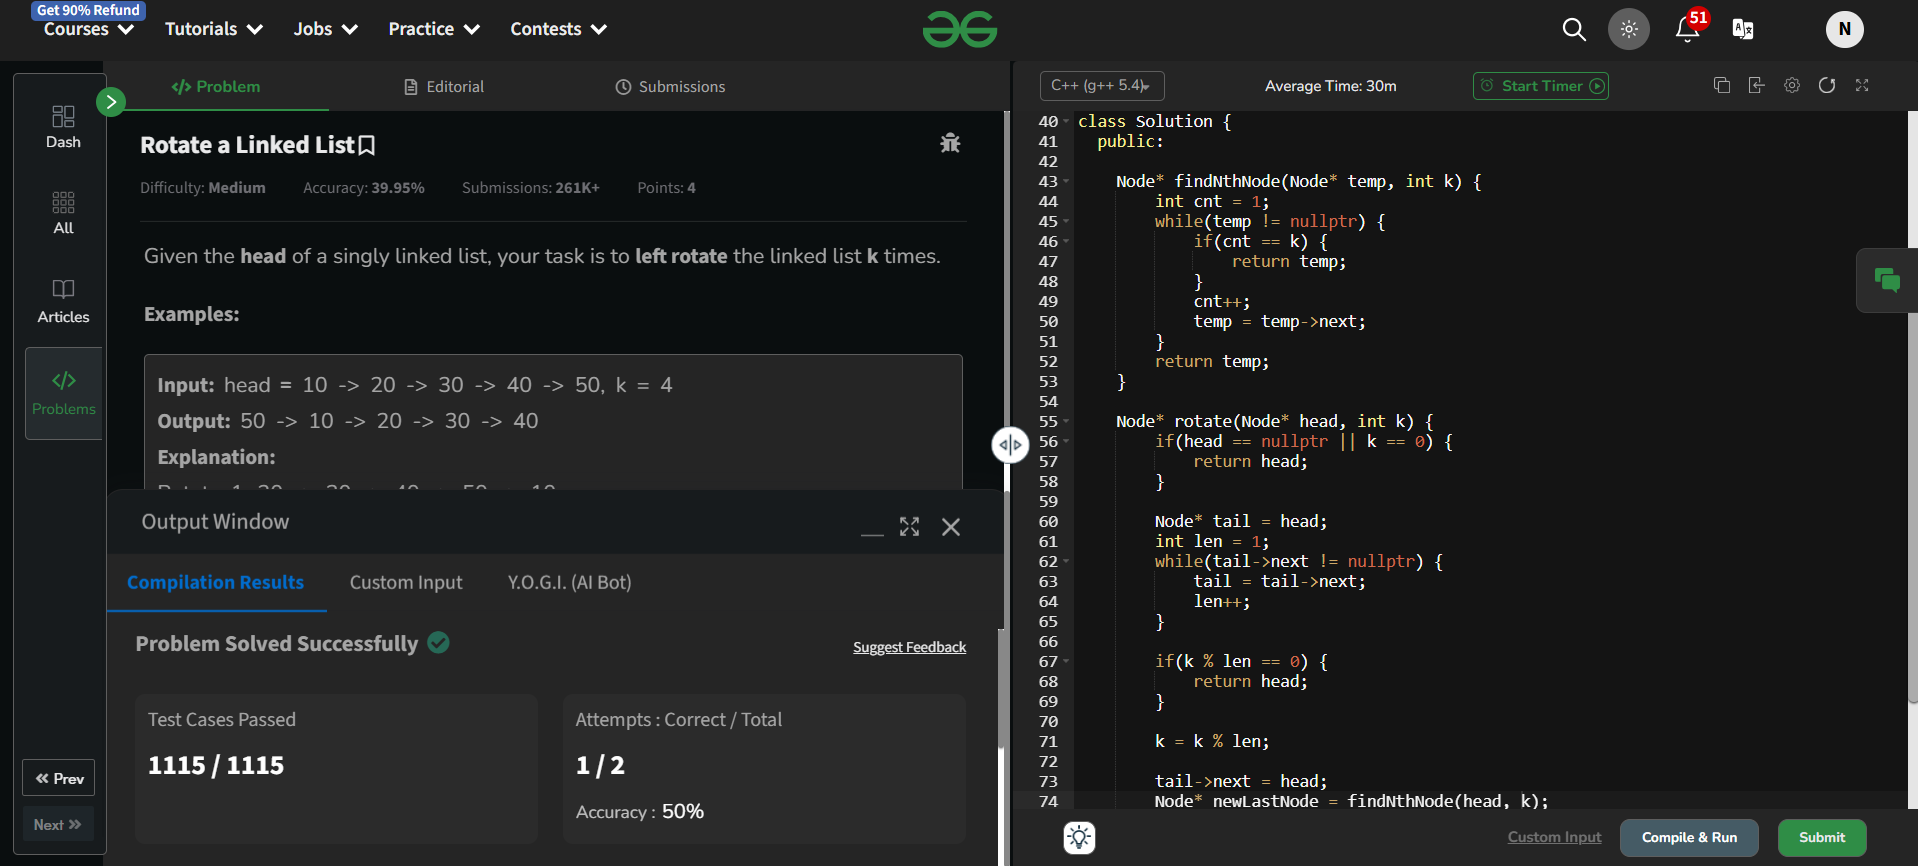 Get 90% Refund
Courses
Tutorials
Jobs
Practice
Contests
51
N
Dash
All
Articles
</>
Problems
Prev
Next
</> Problem
Editorial
Submissions
Rotate a Linked List
Difficulty: Medium
Accuracy: 39.95%
Submissions: 261K+
Points: 4
Given the head of a singly linked list, your task is to left rotate the linked list k times.
Examples:
Input: head = 10 -> 20 -> 30 -> 40 -> 50, k = 4
Output: 50 -> 10 -> 20 -> 30 -> 40
Explanation:
Output Window
Compilation Results
Custom Input
Y.O.G.I. (AI Bot)
Problem Solved Successfully
Suggest Feedback
Test Cases Passed
1115 / 1115
Attempts : Correct / Total
1 / 2
Accuracy : 50%
C++ (g++ 5.4)
Average Time: 30m
Start Timer
40 class Solution {
41 public:
42
43 Node* findNthNode(Node* temp, int k) {
44 int cnt = 1;
45 while(temp != nullptr) {
46 if(cnt == k) {
47 return temp;
48 }
49 cnt++;
50 temp = temp->next;
51 }
52 return temp;
53 }
54
55 Node* rotate(Node* head, int k) {
56 if(head == nullptr || k == 0) {
57 return head;
58 }
59
60 Node* tail = head;
61 int len = 1;
62 while(tail->next != nullptr) {
63 tail = tail->next;
64 len++;
65 }
66
67 if(k % len == 0) {
68 return head;
69 }
70
71 k = k % len;
72
73 tail->next = head;
74 Node* newLastNode = findNthNode(head, k);
Custom Input
Compile & Run
Submit